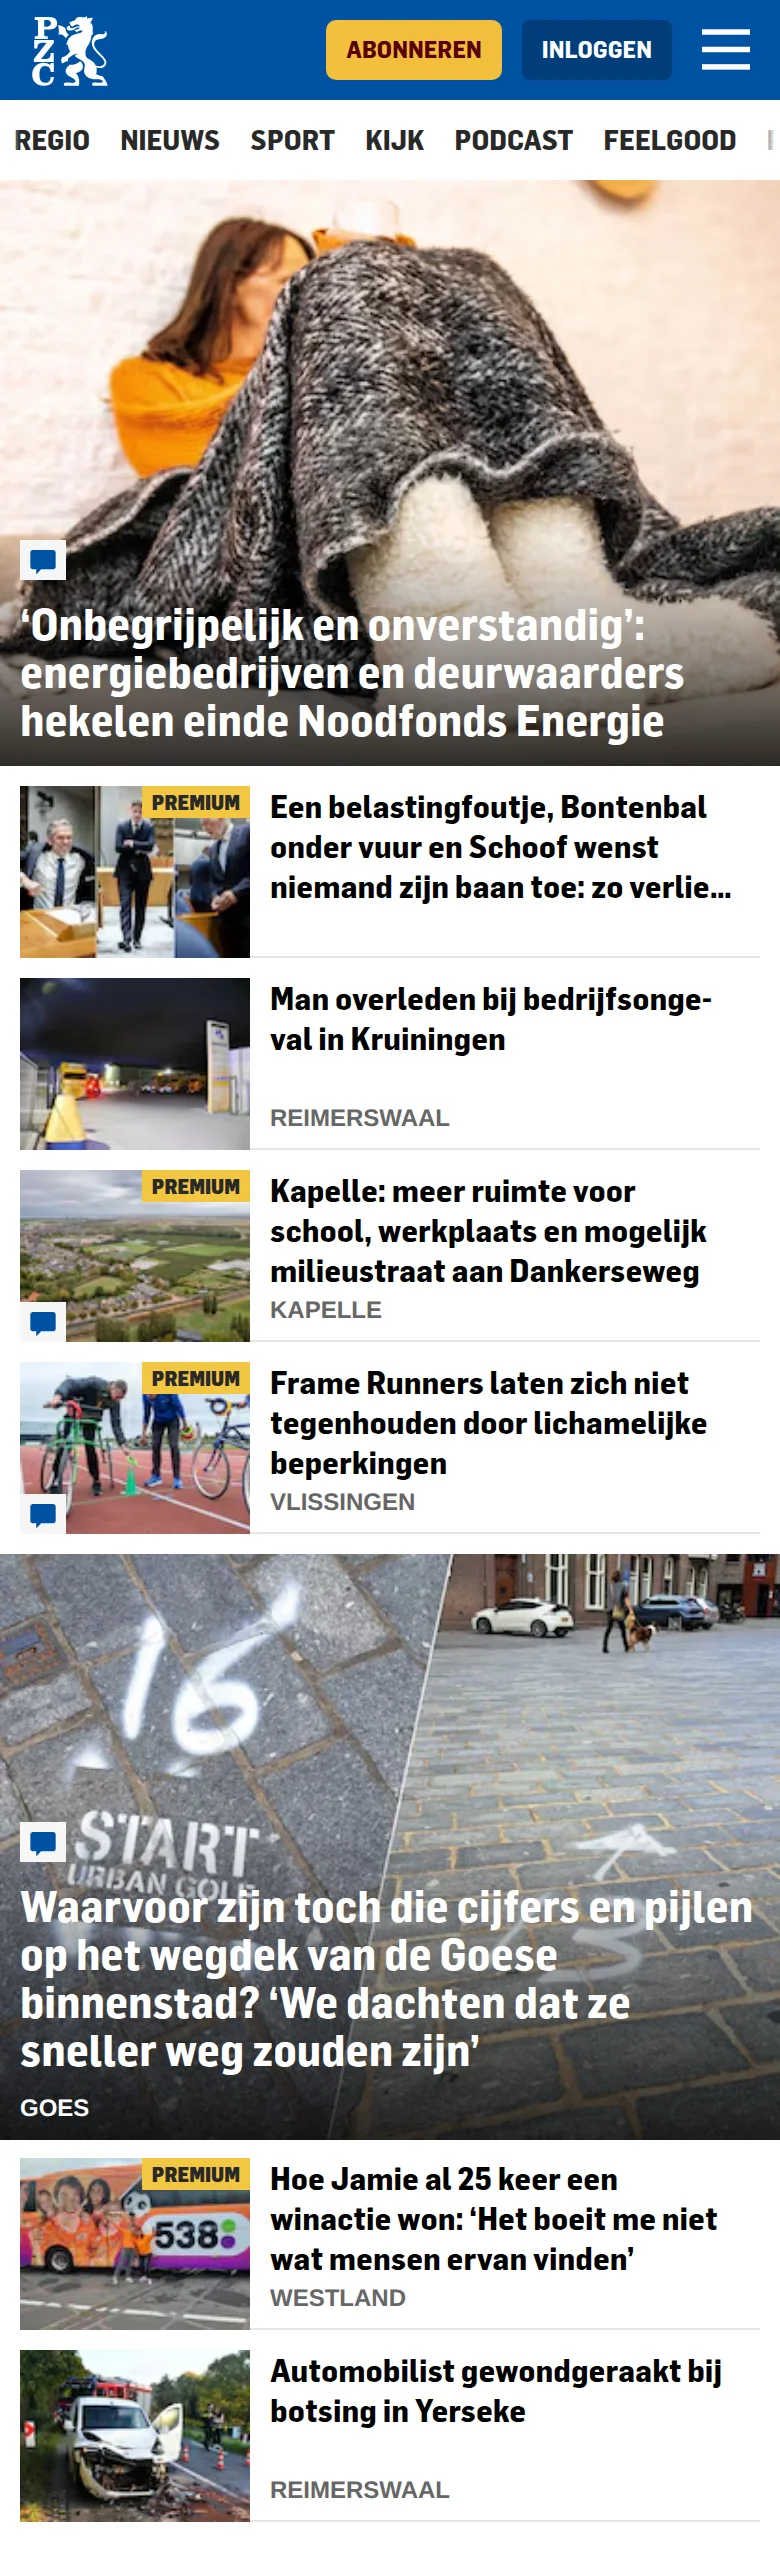 P
Z
C
ABONNEREN
INLOGGEN
REGIO NIEUWS SPORT KIJK PODCAST FEELGOOD
‘Onbegrijpelijk en onverstandig’:
energiebedrijven en deurwaarders
hekelen einde Noodfonds Energie
PREMIUM
Een belastingfoutje, Bontenbal
onder vuur en Schoof wenst
niemand zijn baan toe: zo verlie...
Man overleden bij bedrijfsonge-
val in Kruiningen
REIMERSWAAL
PREMIUM
Kapelle: meer ruimte voor
school, werkplaats en mogelijk
milieustraat aan Dankerseweg
KAPELLE
PREMIUM
Frame Runners laten zich niet
tegenhouden door lichamelijke
beperkingen
VLISSINGEN
16
START
URBAN GOLF
3
Waarvoor zijn toch die cijfers en pijlen
op het wegdek van de Goese
binnenstad? ‘We dachten dat ze
sneller weg zouden zijn’
GOES
PREMIUM
538
Hoe Jamie al 25 keer een
winactie won: ‘Het boeit me niet
wat mensen ervan vinden’
WESTLAND
Automobilist gewondgeraakt bij
botsing in Yerseke
REIMERSWAAL